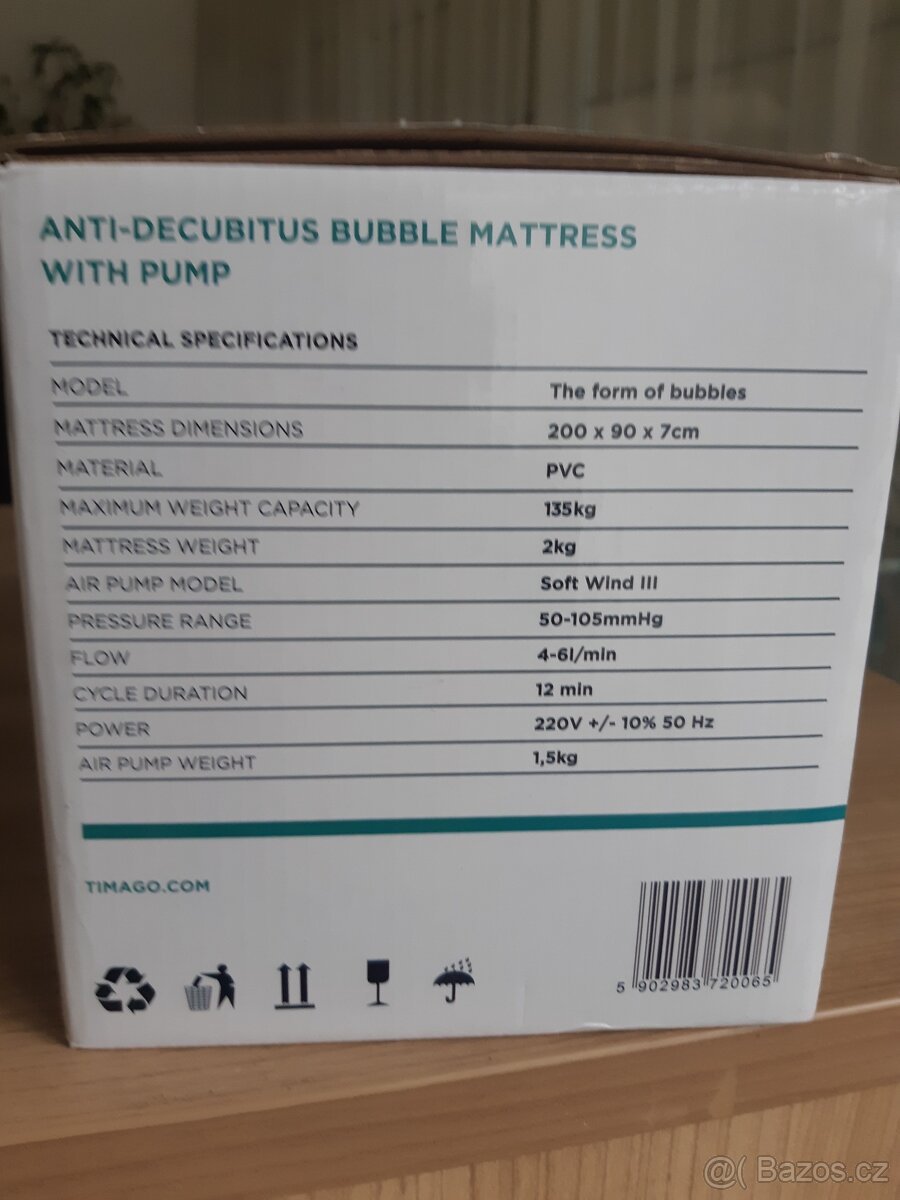 ANTI-DECUBITUS BUBBLE MATTRESS
WITH PUMP
TECHNICAL SPECIFICATIONS
MODEL The form of bubbles
MATTRESS DIMENSIONS 200 x 90 x 7cm
MATERIAL PVC
MAXIMUM WEIGHT CAPACITY 135kg
MATTRESS WEIGHT 2kg
AIR PUMP MODEL Soft Wind III
PRESSURE RANGE 50-105mmHg
FLOW 4-6l/min
CYCLE DURATION 12 min
POWER 220V +/- 10% 50 Hz
AIR PUMP WEIGHT 1,5kg
TIMAGO.COM
5 902983 720065
@( Bazos.cz